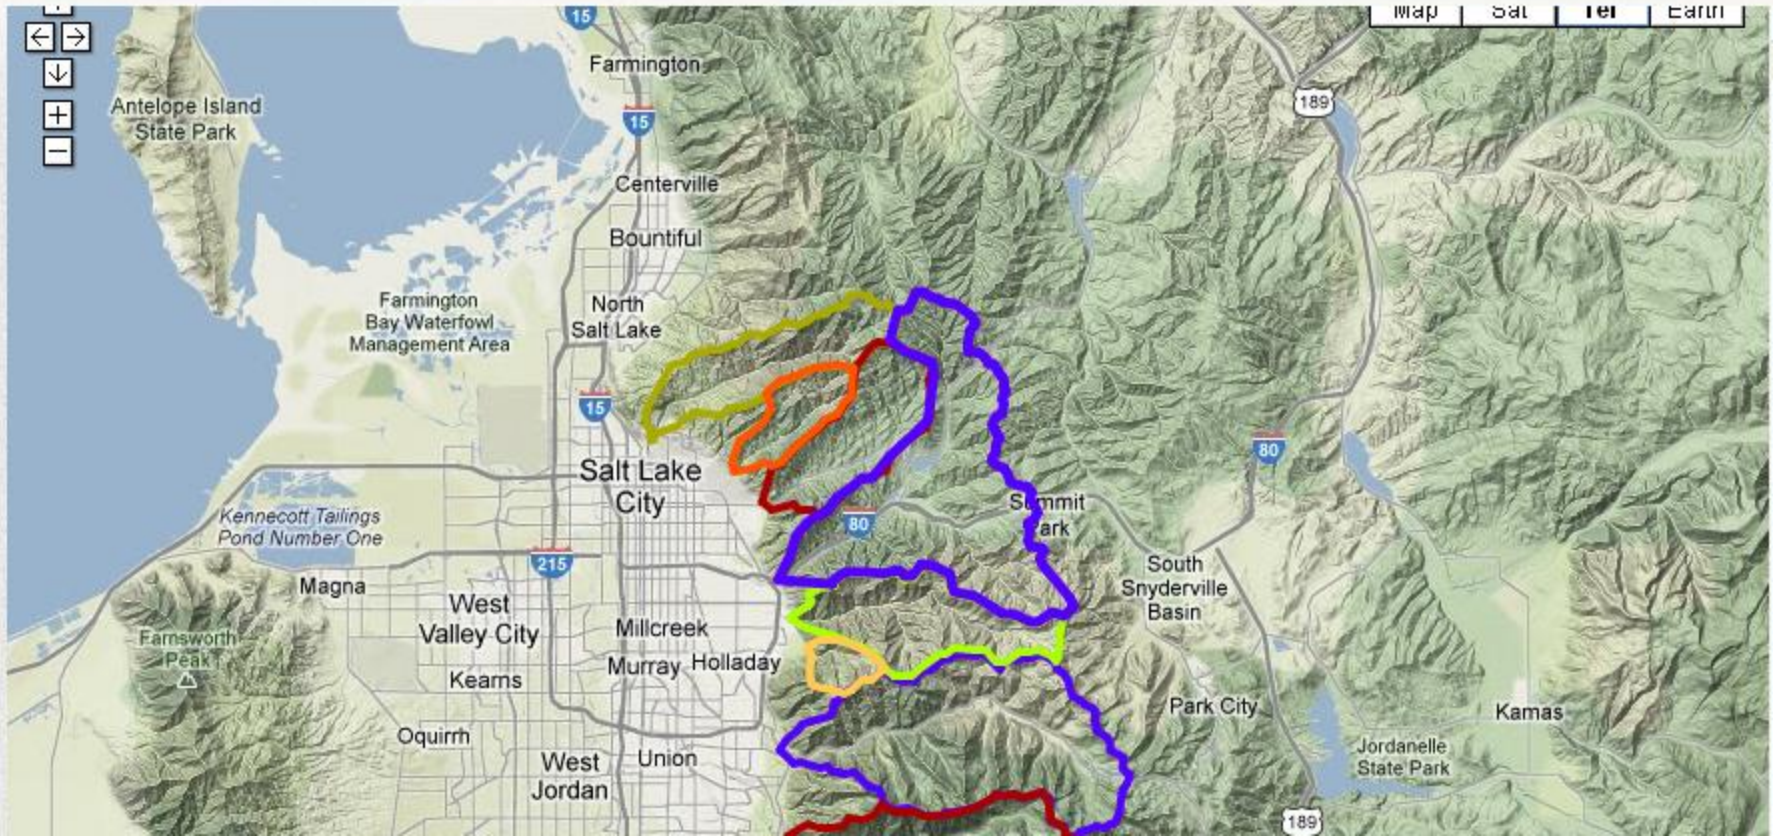 Map Sat Ter Earth
15
Farmington
189
Antelope Island
State Park
15
Centerville
Bountiful
Farmington
Bay Waterfowl
Management Area
North
Salt Lake
15
80
Salt Lake
City
Summit
Park
Kennecott Tailings
Pond Number One
80
215
Magna
South
Snyderville
Basin
West
Valley City
Millcreek
Farnsworth
Peak
Murray Holladay
Kearns
Park City
Kamas
Oquirrh
Union
Jordanelle
State Park
West
Jordan
189